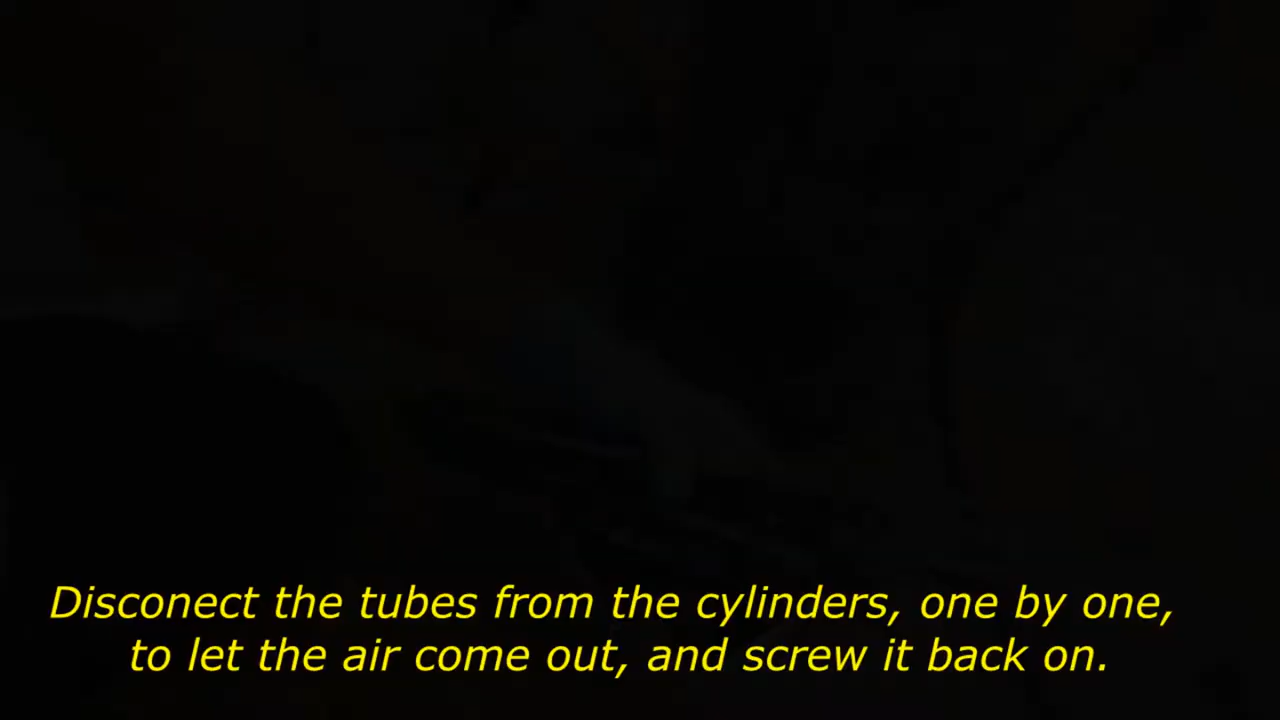 Disconect the tubes from the cylinders, one by one,
to let the air come out, and screw it back on.